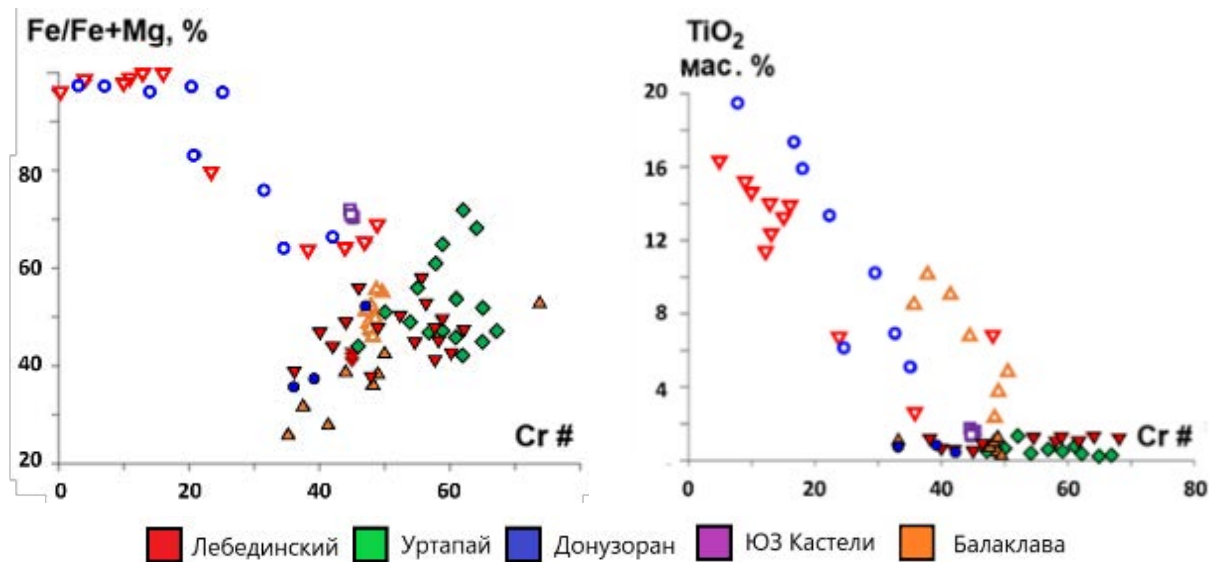 Fe/Fe+Mg, %
80
60
40
20
0
20
40
60
Cr #
TiO2
мас. %
20
16
12
8
4
0
20
40
60
80
Cr #
Лебединский
Уртапай
Донузоран
ЮЗ Кастели
Балаклава